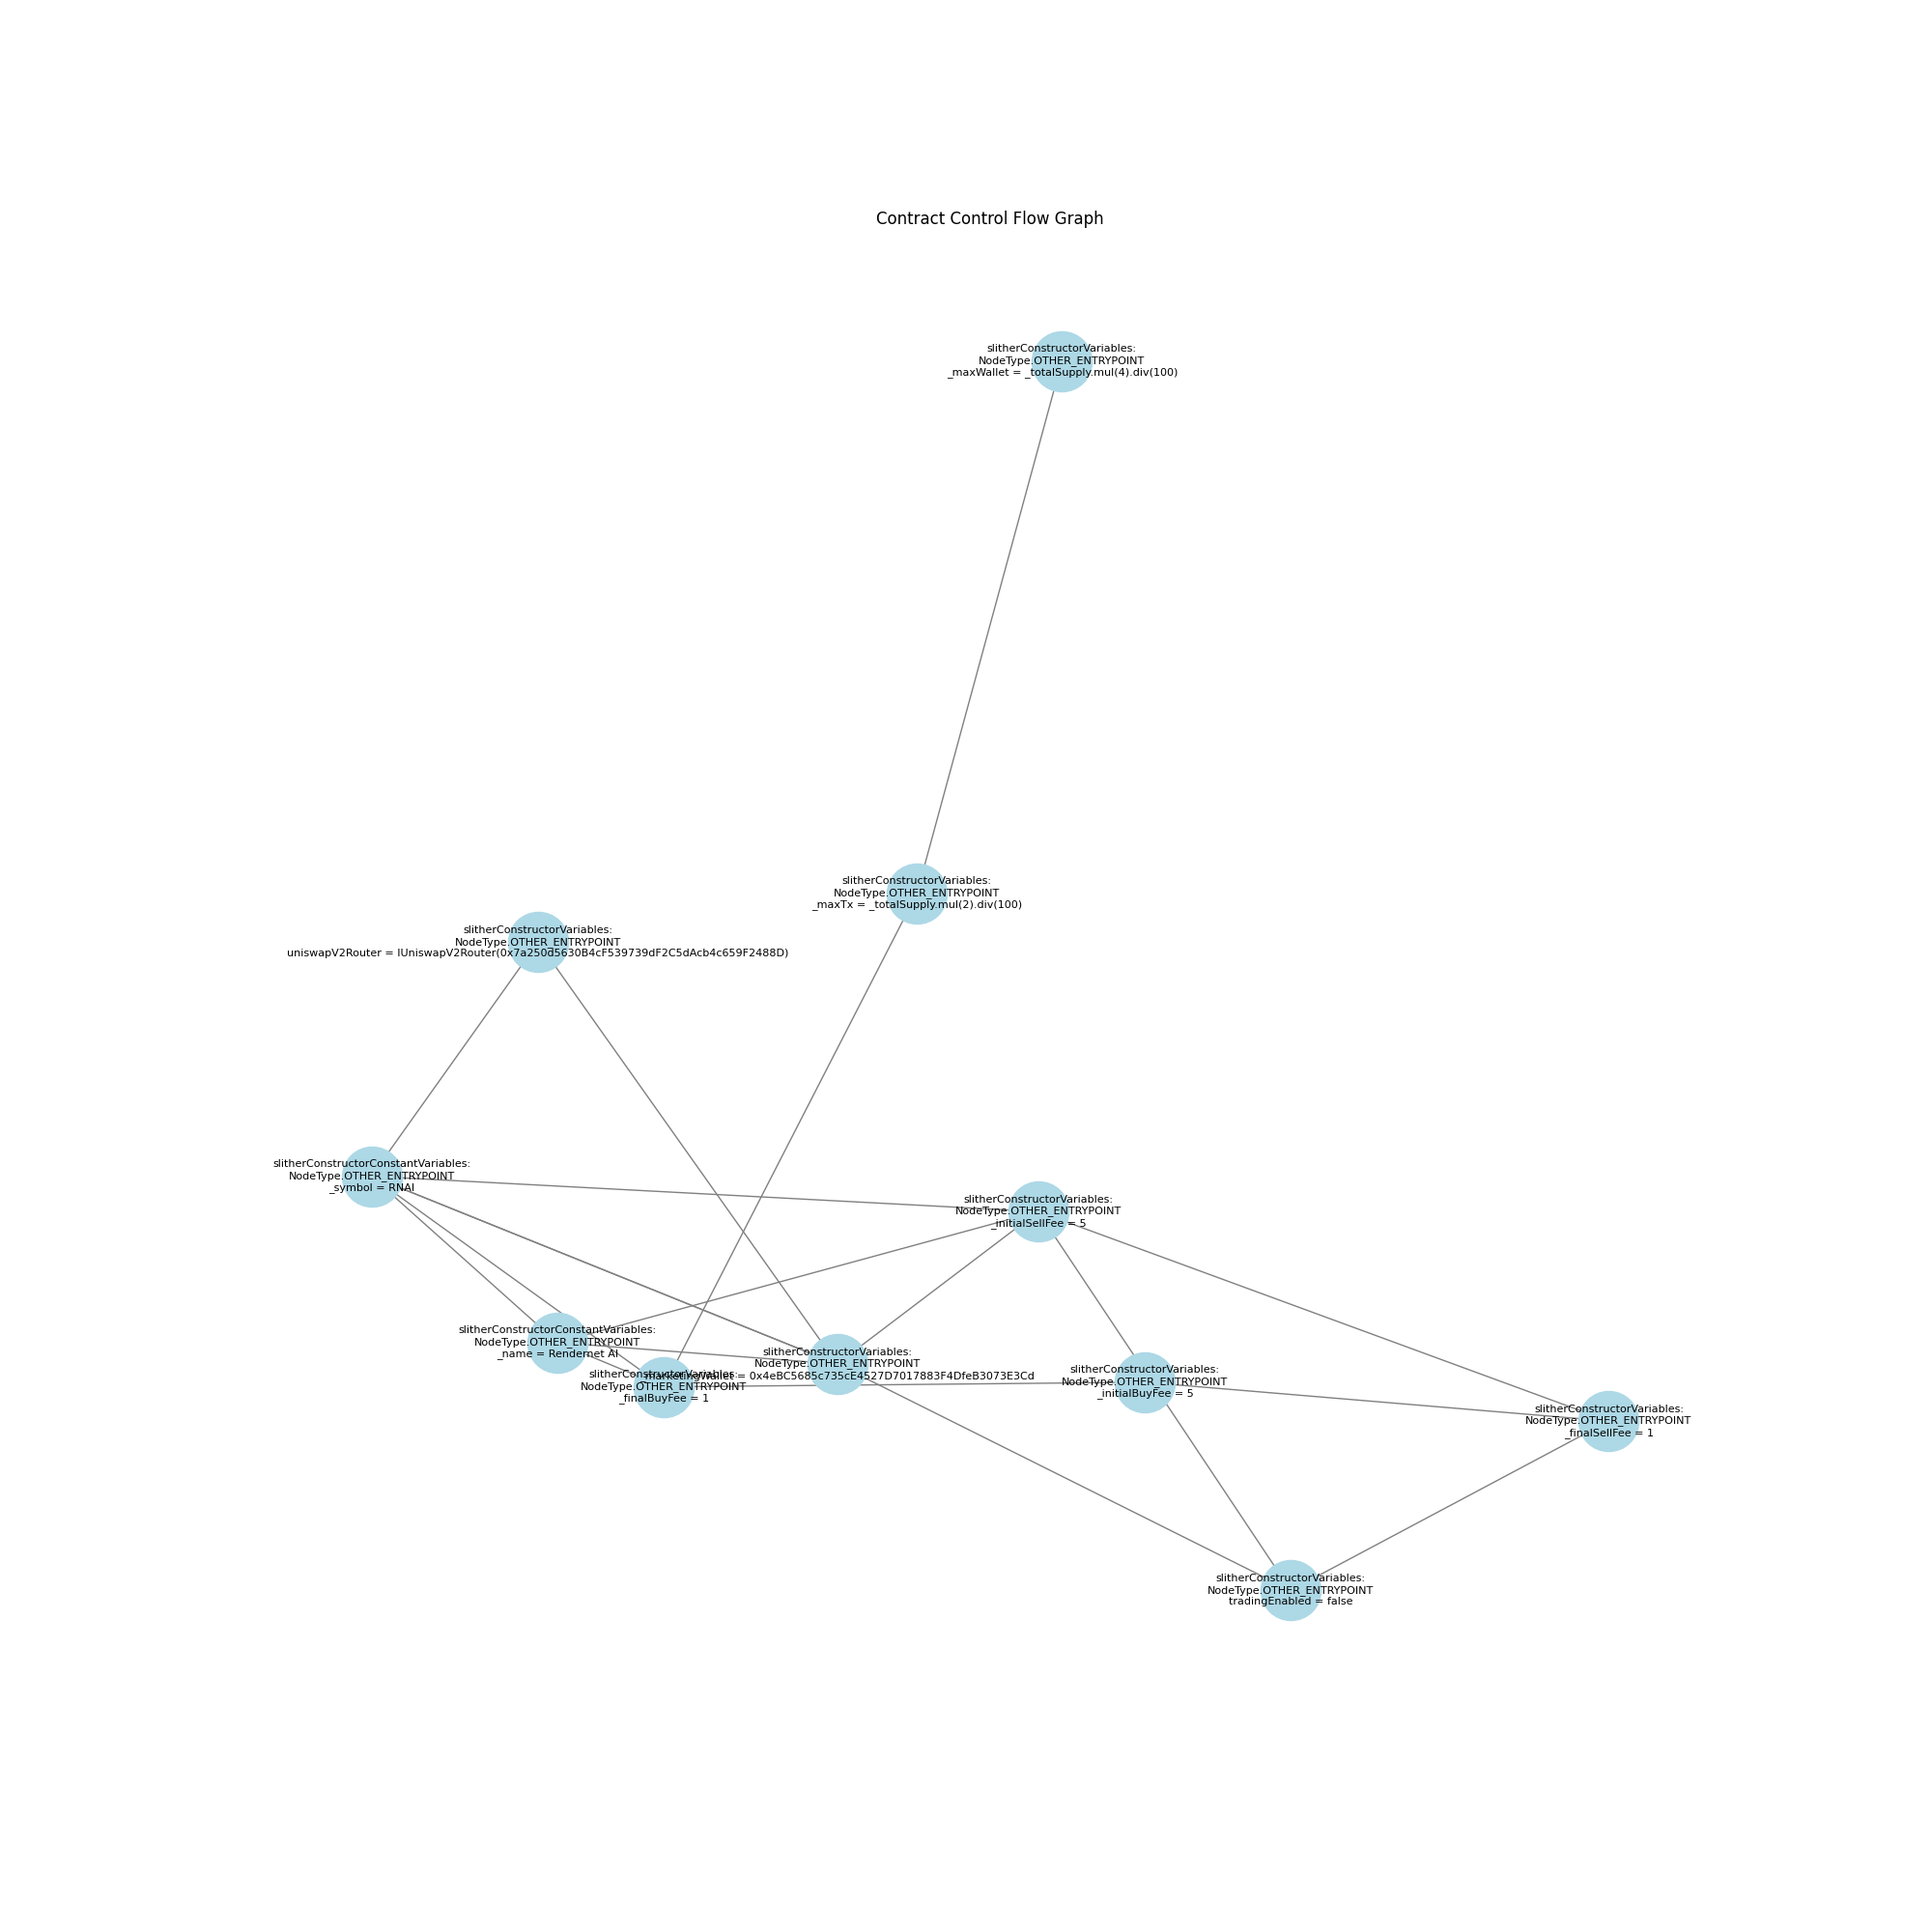 Contract Control Flow Graph
slitherConstructorVariables:
NodeType.OTHER_ENTRYPOINT
_maxWallet = _totalSupply.mul(4).div(100)
slitherConstructorVariables:
NodeType.OTHER_ENTRYPOINT
_maxTx = _totalSupply.mul(2).div(100)
slitherConstructorVariables:
NodeType.OTHER_ENTRYPOINT
uniswapV2Router = IUniswapV2Router(0x7a250d5630B4cF539739dF2C5dAcb4c659F2488D)
slitherConstructorConstantVariables:
NodeType.OTHER_ENTRYPOINT
_symbol = RNAI
slitherConstructorVariables:
NodeType.OTHER_ENTRYPOINT
_initialSellFee = 5
slitherConstructorConstantVariables:
NodeType.OTHER_ENTRYPOINT
_name = Rendernet AI
slitherConstructorVariables:
NodeType.OTHER_ENTRYPOINT
marketingWallet = 0x4eBC5685c735cE4527D7017883F4DfeB3073E3Cd
slitherConstructorVariables:
NodeType.OTHER_ENTRYPOINT
_finalBuyFee = 1
slitherConstructorVariables:
NodeType.OTHER_ENTRYPOINT
_initialBuyFee = 5
slitherConstructorVariables:
NodeType.OTHER_ENTRYPOINT
_finalSellFee = 1
slitherConstructorVariables:
NodeType.OTHER_ENTRYPOINT
tradingEnabled = false